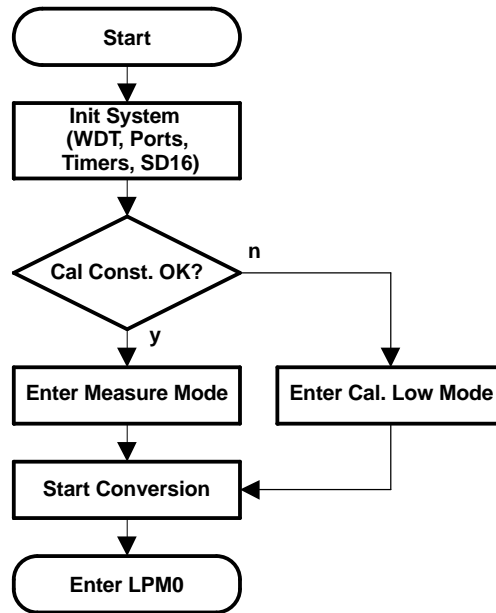 Start
Init System
(WDT, Ports,
Timers, SD16)
Cal Const. OK?
n
y
Enter Measure Mode
Enter Cal. Low Mode
Start Conversion
Enter LPM0